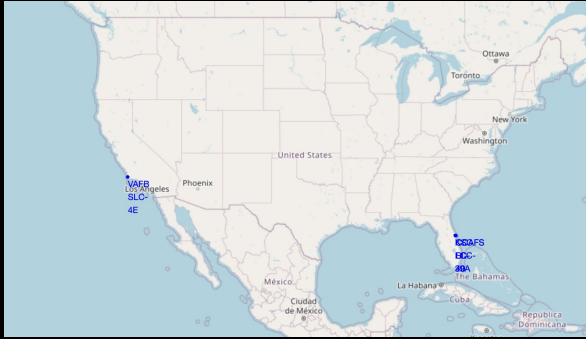 Ottawa
Toronto
New York
Washington
United States
VAFB
Los Angeles
SLC-
4E
Phoenix
México
Ciudad
de México
La Habana
Cuba
The Bahamas
República
Dominicana